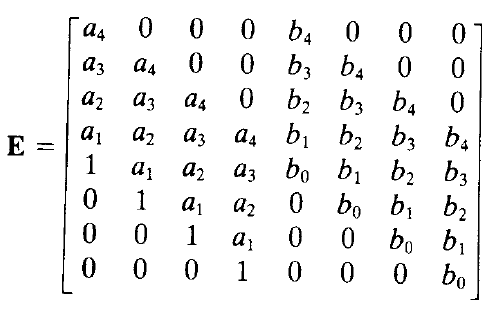 a₄ 0 0 0 b₄ 0 0 0
a₃ a₄ 0 0 b₃ b₄ 0 0
a₂ a₃ a₄ 0 b₂ b₃ b₄ 0
E = a₁ a₂ a₃ a₄ b₁ b₂ b₃ b₄
1 a₁ a₂ a₃ b₀ b₁ b₂ b₃
0 1 a₁ a₂ 0 b₀ b₁ b₂
0 0 1 a₁ 0 0 b₀ b₁
0 0 0 1 0 0 0 b₀